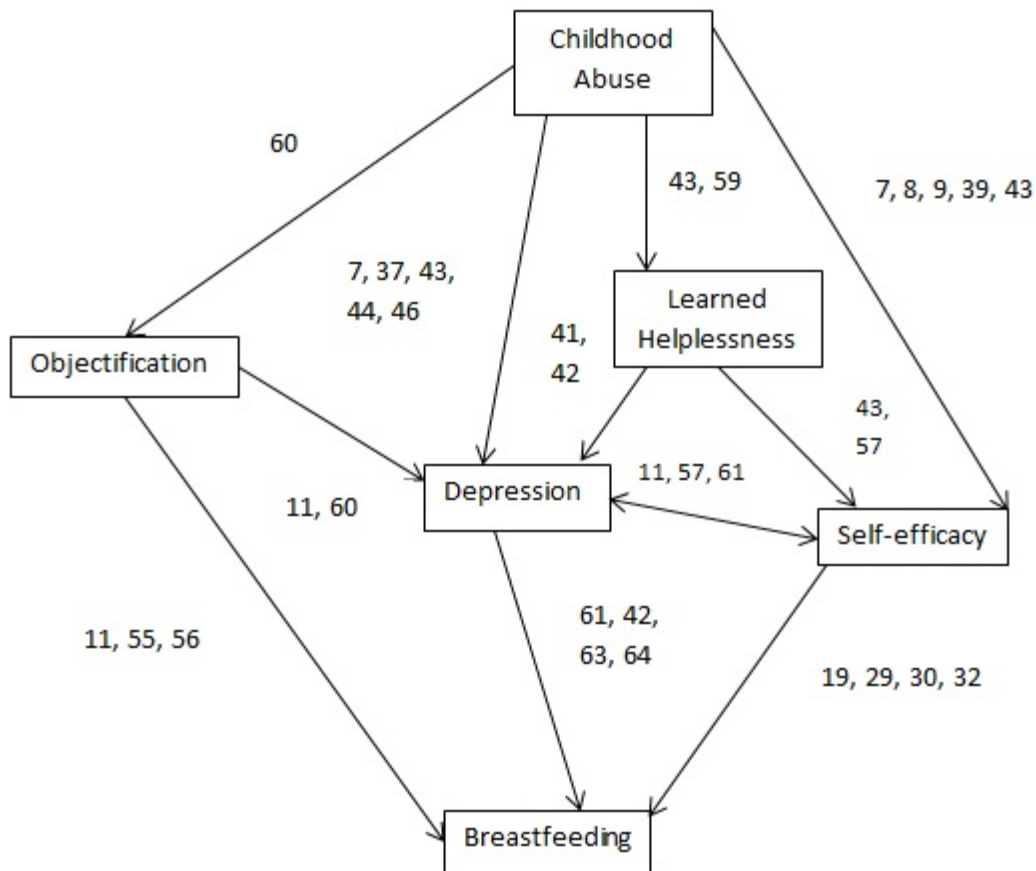 Childhood
Abuse
60
43, 59
7, 8, 9, 39, 43
7, 37, 43,
44, 46
Learned
Helplessness
Objectification
41,
42
43,
57
11, 57, 61
Depression
11, 60
Self-efficacy
61, 42,
63, 64
11, 55, 56
19, 29, 30, 32
Breastfeeding